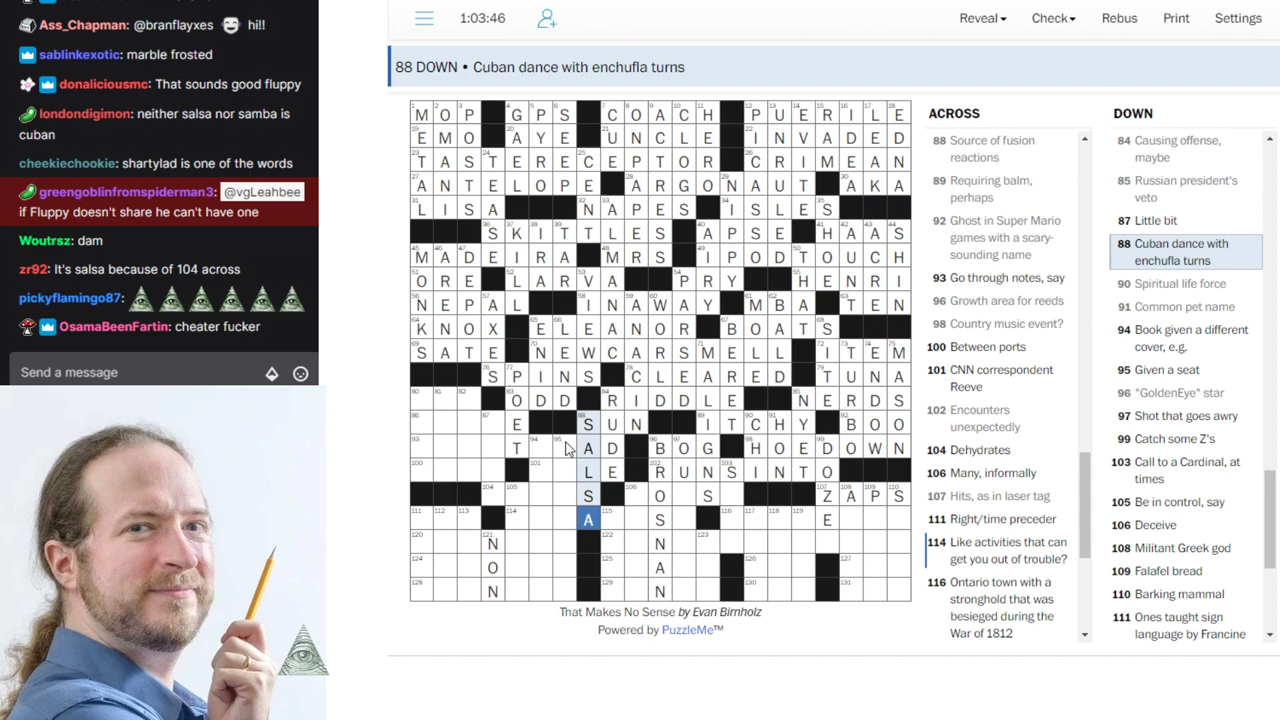 Ass_Chapman: @branflayxes hi!!
sablinkexotic: marble frosted
donaliciousmc: That sounds good fluppy
londondigimon: neither salsa nor samba is
cuban
cheekiechookie: shartylad is one of the words
greengoblinfromspiderman3: @vgLeahbee
if Fluppy doesn't share he can't have one
Woutrsz: dam
zr92: It's salsa because of 104 across
pickyflamingo87:
OsamaBeenFartin: cheater fucker
Send a message
1:03:46
Reveal
Check
Rebus
Print
Settings
88 DOWN • Cuban dance with enchufla turns
M O P G P S C O A C H P U E R I L E
E M O A Y E U N C L E I N V A D E D
T A S T E R E C E P T O R C R I M E A N
A N T E L O P E A R G O N A U T A K A
L I S A N A P E S I S L E S
S K I T T L E S A P S E H A A S
M A D E I R A M R S I P O D T O U C H
O R E L A R V A P R Y H E N R I
N E P A L I N A W A Y M B A T E N
K N O X E L E A N O R B O A T S
S A T E N E W C A R S M E L L I T E M
S P I N S C L E A R E D T U N A
O D D R I D D L E N E R D S
E S U N I T C H Y B O O
T A D B O G H O E D O W N
L E R U N S I N T O
S O S Z A P S
A S E
N N
O A
N N
That Makes No Sense by Evan Birnholz
Powered by PuzzleMe™
ACROSS
88 Source of fusion
reactions
89 Requiring balm,
perhaps
92 Ghost in Super Mario
games with a scary-
sounding name
93 Go through notes, say
96 Growth area for reeds
98 Country music event?
100 Between ports
101 CNN correspondent
Reeve
102 Encounters
unexpectedly
104 Dehydrates
106 Many, informally
107 Hits, as in laser tag
111 Right/time preceder
114 Like activities that can
get you out of trouble?
116 Ontario town with a
stronghold that was
besieged during the
War of 1812
DOWN
84 Causing offense,
maybe
85 Russian president's
veto
87 Little bit
88 Cuban dance with
enchufla turns
90 Spiritual life force
91 Common pet name
94 Book given a different
cover, e.g.
95 Given a seat
96 "GoldenEye" star
97 Shot that goes awry
99 Catch some Z's
103 Call to a Cardinal, at
times
105 Be in control, say
106 Deceive
108 Militant Greek god
109 Falafel bread
110 Barking mammal
111 Ones taught sign
language by Francine